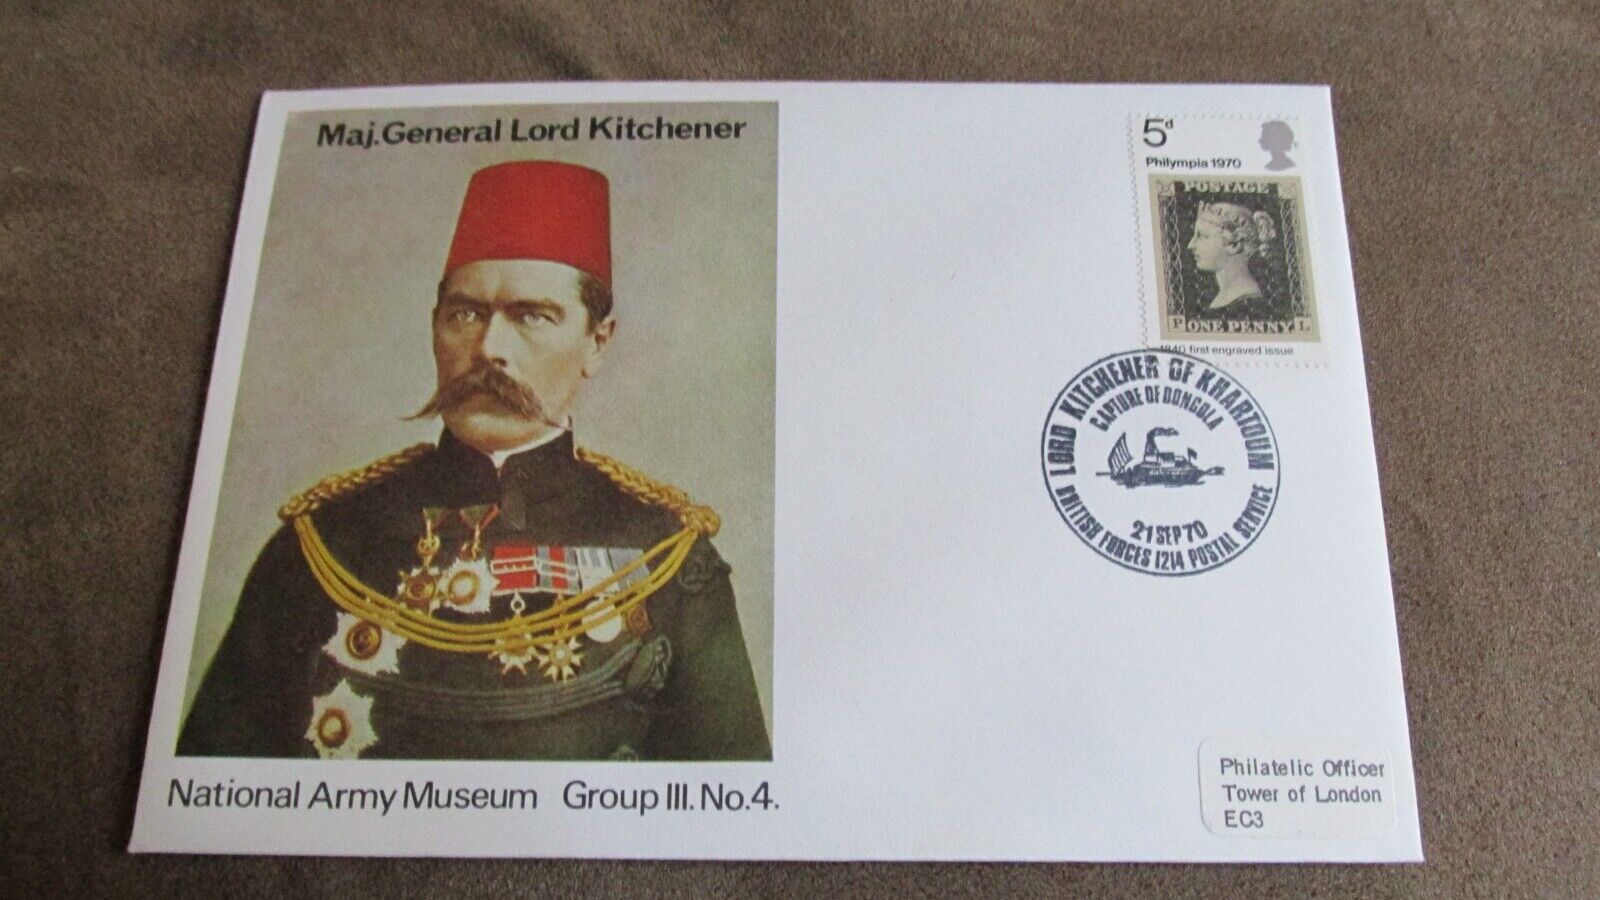 Maj.General Lord Kitchener
National Army Museum Group III. No.4.
5d
Philympia 1970
POSTAGE
P ONE PENNY L
1840 first engraved issue
LORD KITCHENER OF KHARTOUM
CAPTURE OF DONGOLA
21 SEP 70
BRITISH FORCES 1214 POSTAL SERVICE
Philatelic Officer
Tower of London
EC3